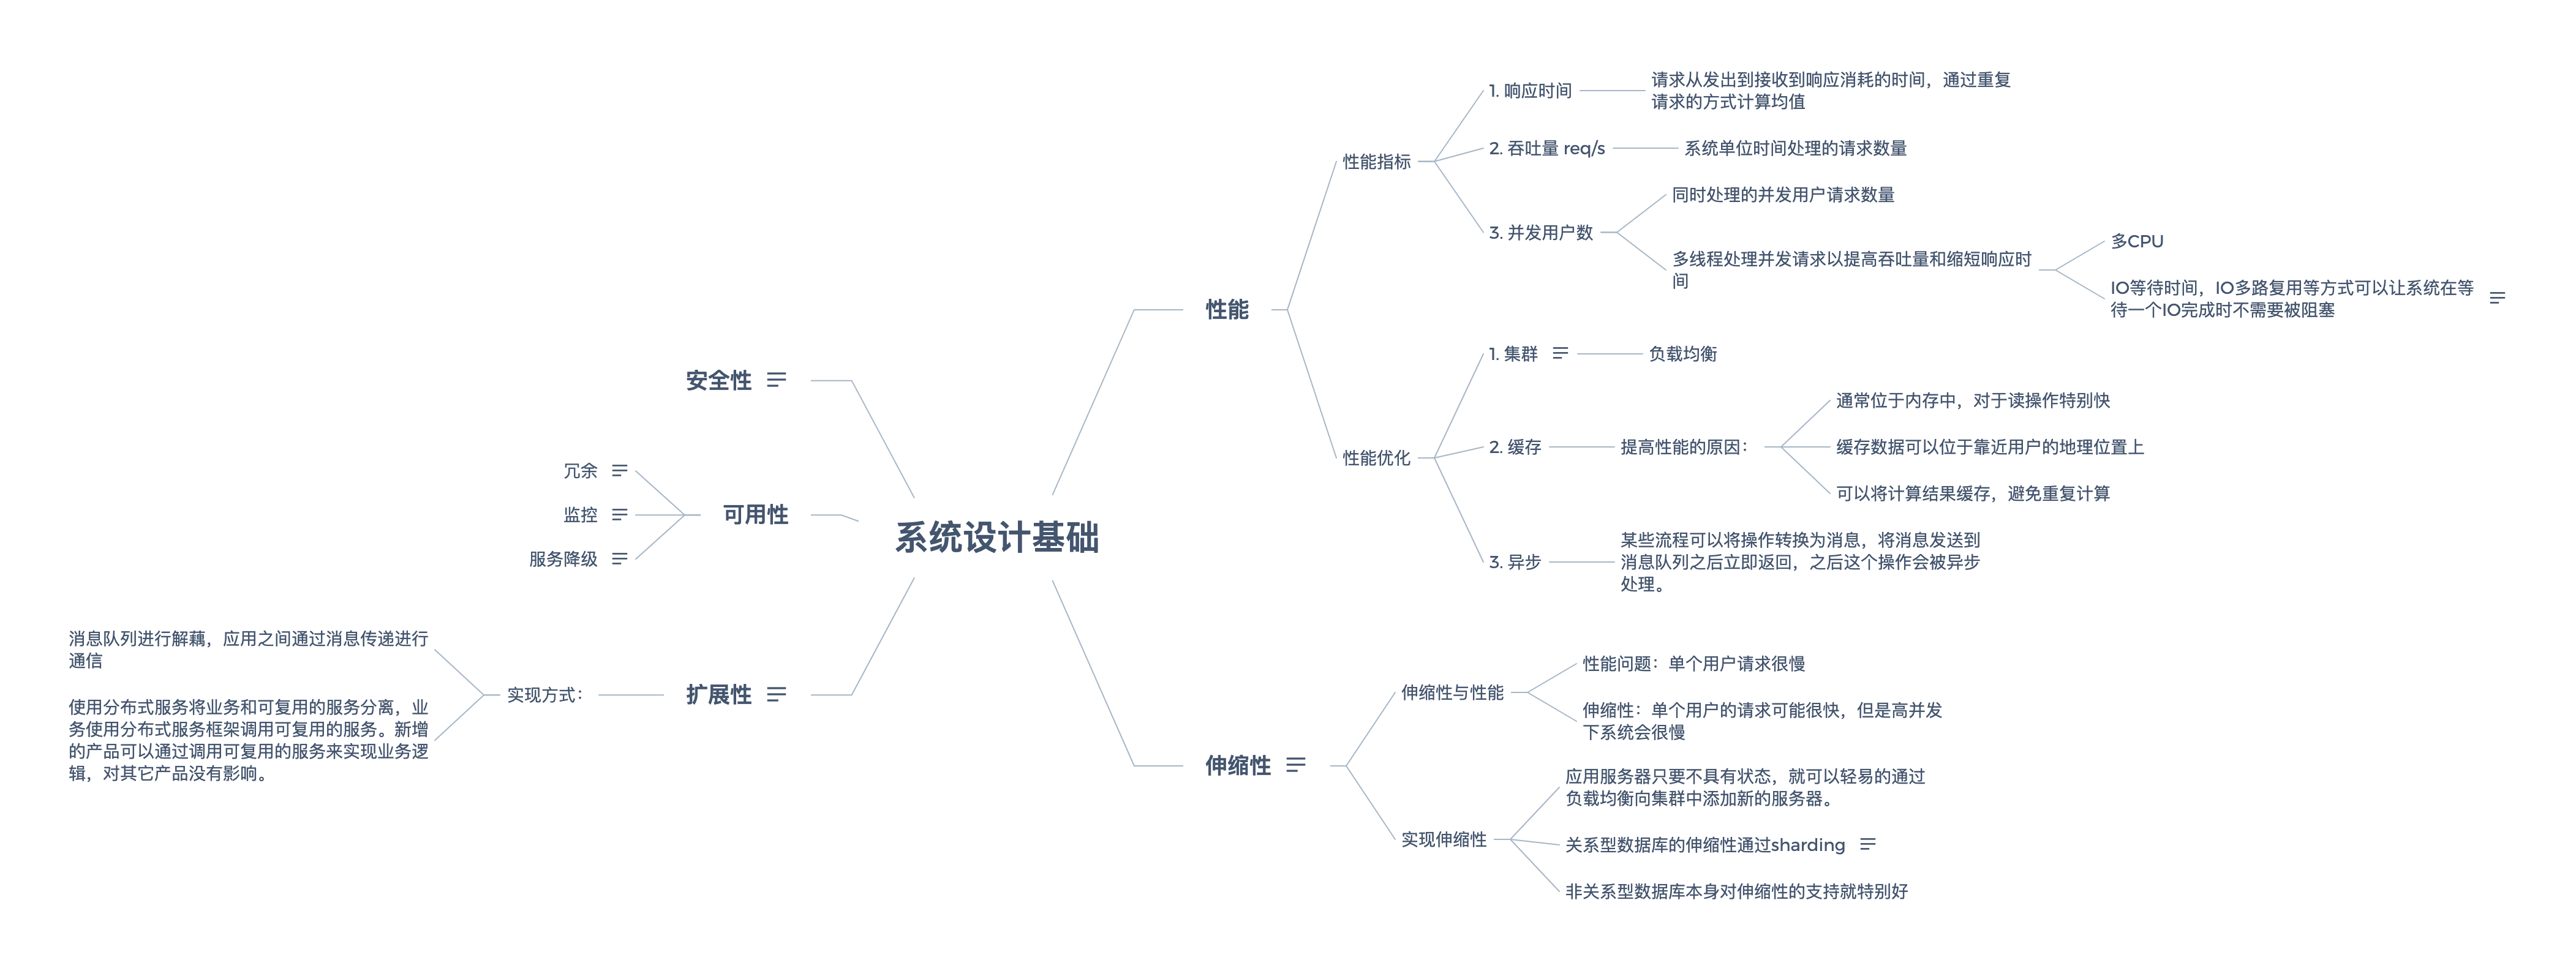 系统设计基础
性能
性能指标
1. 响应时间
请求从发出到接收到响应消耗的时间，通过重复
请求的方式计算均值
2. 吞吐量 req/s
系统单位时间处理的请求数量
3. 并发用户数
同时处理的并发用户请求数量
多线程处理并发请求以提高吞吐量和缩短响应时
间
多CPU
IO等待时间，IO多路复用等方式可以让系统在等
待一个IO完成时不需要被阻塞
性能优化
1. 集群
负载均衡
2. 缓存
提高性能的原因：
通常位于内存中，对于读操作特别快
缓存数据可以位于靠近用户的地理位置上
可以将计算结果缓存，避免重复计算
3. 异步
某些流程可以将操作转换为消息，将消息发送到
消息队列之后立即返回，之后这个操作会被异步
处理。
伸缩性
伸缩性与性能
性能问题：单个用户请求很慢
伸缩性：单个用户的请求可能很快，但是高并发
下系统会很慢
实现伸缩性
应用服务器只要不具有状态，就可以轻易的通过
负载均衡向集群中添加新的服务器。
关系型数据库的伸缩性通过sharding
非关系型数据库本身对伸缩性的支持就特别好
安全性
可用性
冗余
监控
服务降级
扩展性
实现方式：
消息队列进行解藕，应用之间通过消息传递进行
通信
使用分布式服务将业务和可复用的服务分离，业
务使用分布式服务框架调用可复用的服务。新增
的产品可以通过调用可复用的服务来实现业务逻
辑，对其它产品没有影响。